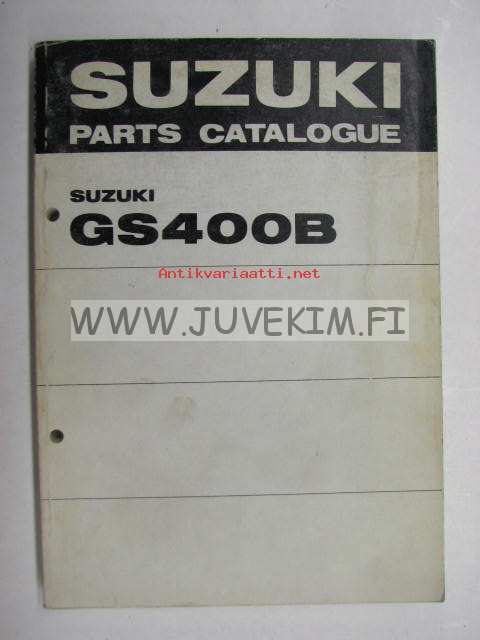 SUZUKI
PARTS CATALOGUE
SUZUKI
GS400B
Antikvariaatti.net
WWW.JUVEKIM.FI